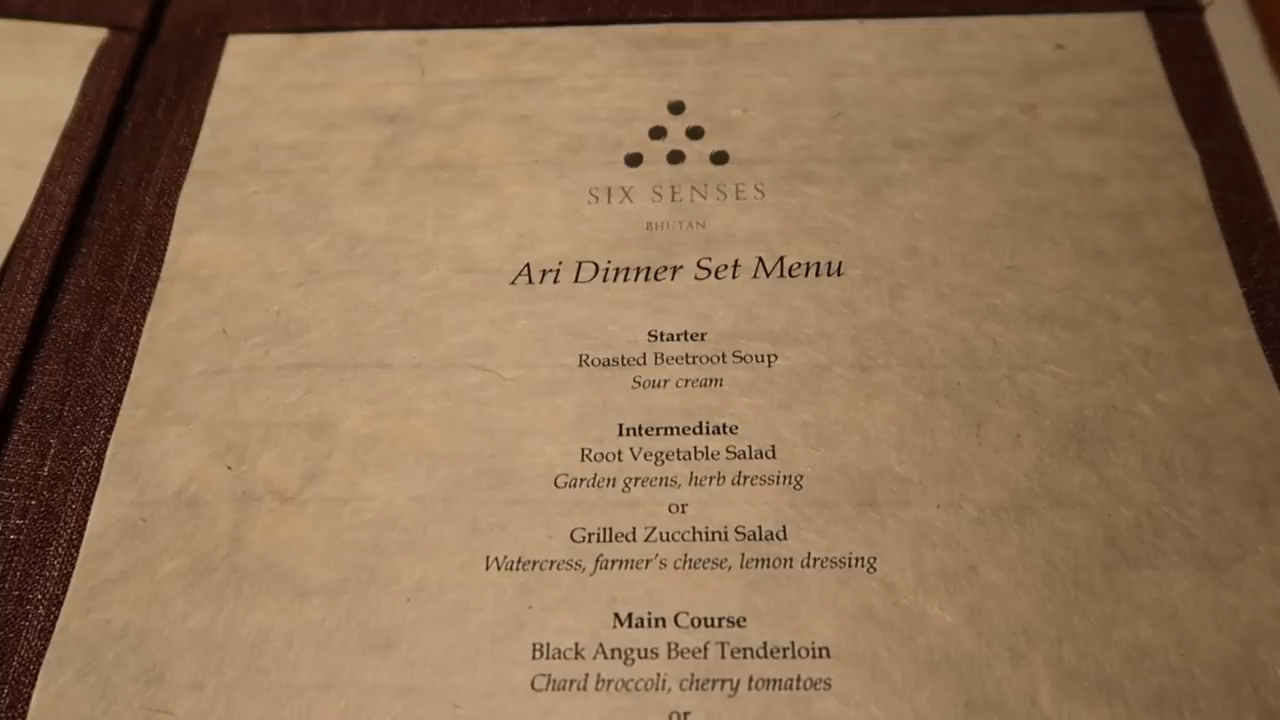 SIX SENSES
BHUTAN
Ari Dinner Set Menu
Starter
Roasted Beetroot Soup
Sour cream
Intermediate
Root Vegetable Salad
Garden greens, herb dressing
or
Grilled Zucchini Salad
Watercress, farmer's cheese, lemon dressing
Main Course
Black Angus Beef Tenderloin
Chard broccoli, cherry tomatoes
or